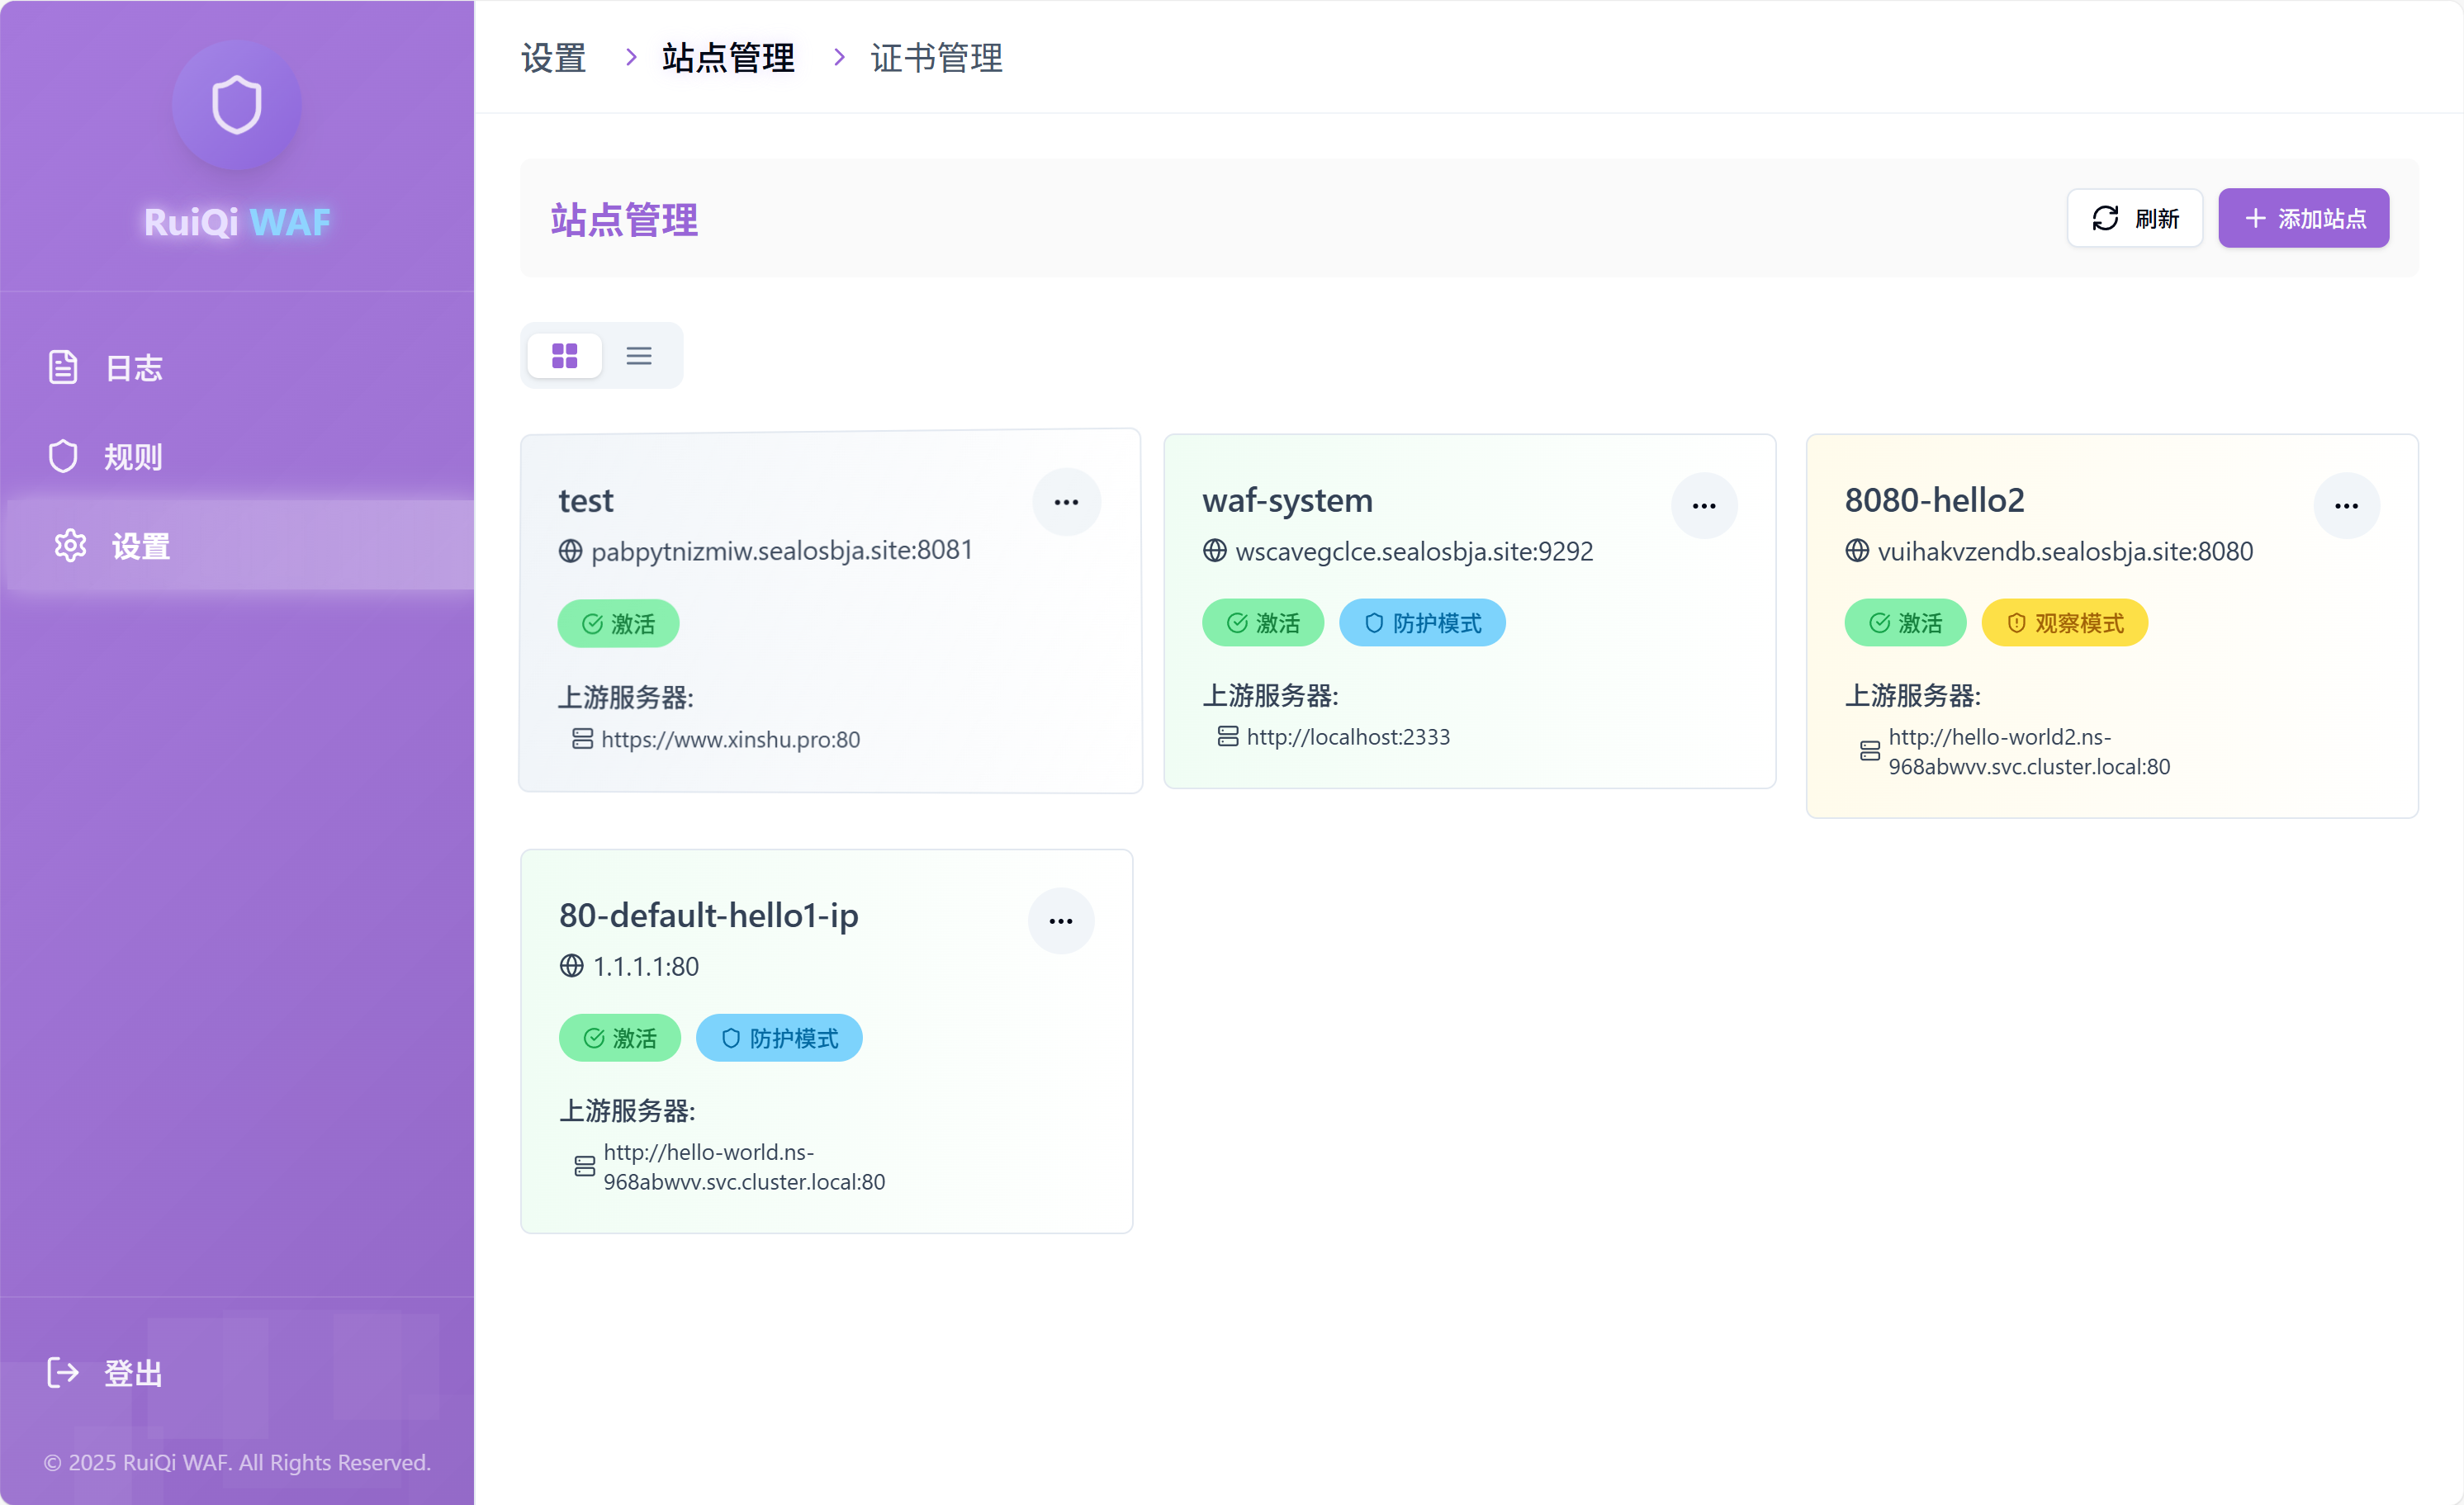 RuiQi WAF
日志
规则
设置
登出
© 2025 RuiQi WAF. All Rights Reserved.
设置 > 站点管理 > 证书管理
站点管理
刷新
添加站点
test
pabpytnizmiw.sealosbja.site:8081
激活
上游服务器:
https://www.xinshu.pro:80
waf-system
wscavegclce.sealosbja.site:9292
激活 防护模式
上游服务器:
http://localhost:2333
8080-hello2
vuihakvzendb.sealosbja.site:8080
激活 观察模式
上游服务器:
http://hello-world2.ns-
968abwvv.svc.cluster.local:80
80-default-hello1-ip
1.1.1.1:80
激活 防护模式
上游服务器:
http://hello-world.ns-
968abwvv.svc.cluster.local:80